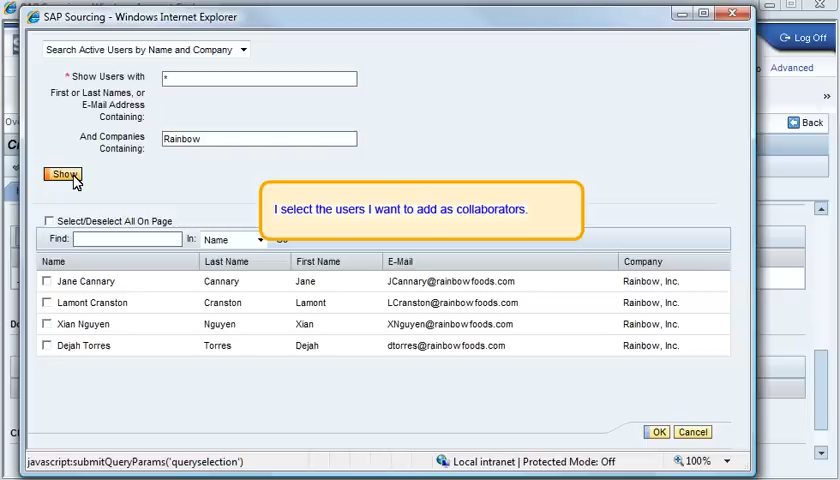 SAP Sourcing - Windows Internet Explorer
Log Off
Search Active Users by Name and Company
Advanced
* Show Users with
*
First or Last Names, or
E-Mail Address
Containing:
»
Back
And Companies
Containing:
Rainbow
Show
I select the users I want to add as collaborators.
Select/Deselect All On Page
Find:
In:
Name
Name
Last Name
First Name
E-Mail
Company
Jane Cannary
Cannary
Jane
JCannary@rainbowfoods.com
Rainbow, Inc.
Lamont Cranston
Cranston
Lamont
LCranston@rainbowfoods.com
Rainbow, Inc.
Xian Nguyen
Nguyen
Xian
XNguyen@rainbowfoods.com
Rainbow, Inc.
Dejah Torres
Torres
Dejah
dtorres@rainbowfoods.com
Rainbow, Inc.
OK
Cancel
javascript:submitQueryParams('queryselection')
Local intranet | Protected Mode: Off
100%